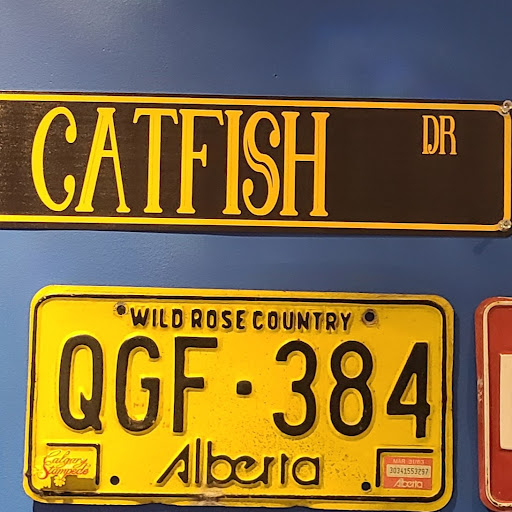 CATFISH DR
WILD ROSE COUNTRY
QGF·384
Calgary Stampede
Alberta
Alberta